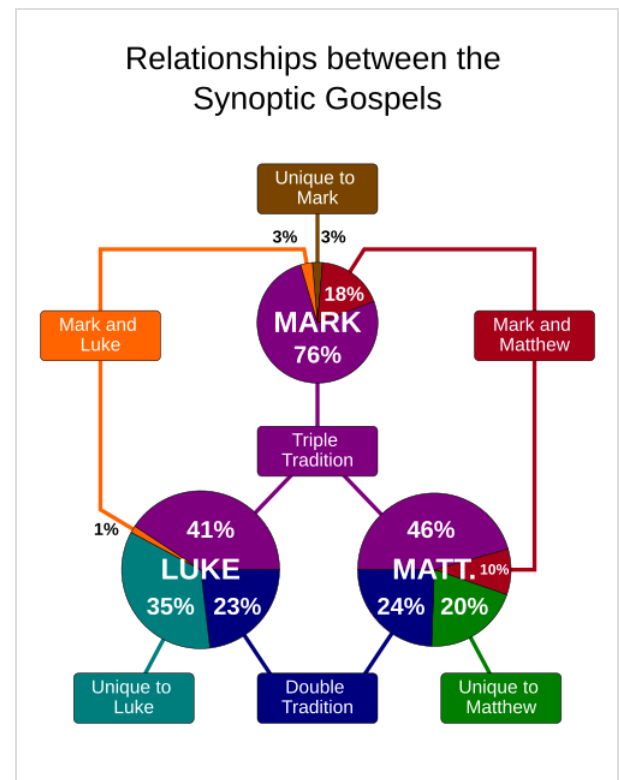 Relationships between the
Synoptic Gospels
Unique to
Mark
3%
3%
18%
MARK
76%
Mark and
Luke
Mark and
Matthew
Triple
Tradition
41%
1%
LUKE
35%
23%
46%
MATT.
10%
24%
20%
Unique to
Luke
Double
Tradition
Unique to
Matthew